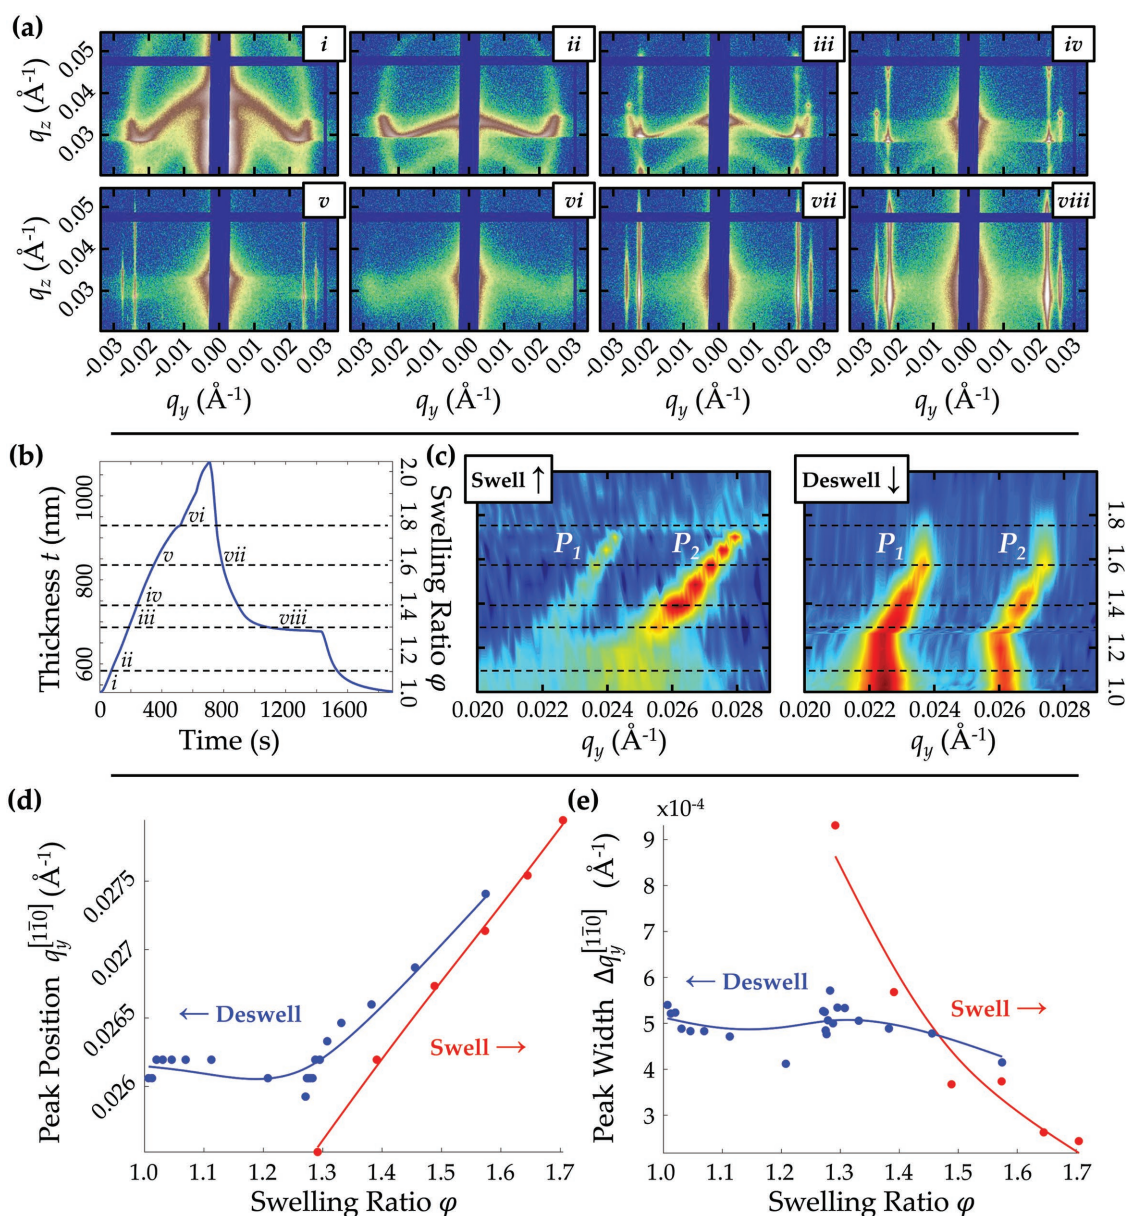 (a)
i
ii
iii
iv
q_z (Å⁻¹)
0.05
0.04
0.03
v
vi
vii
viii
q_z (Å⁻¹)
0.05
0.04
0.03
-0.03 -0.02 -0.01 0.00 0.01 0.02 0.03
-0.03 -0.02 -0.01 0.00 0.01 0.02 0.03
-0.03 -0.02 -0.01 0.00 0.01 0.02 0.03
-0.03 -0.02 -0.01 0.00 0.01 0.02 0.03
q_y (Å⁻¹)
q_y (Å⁻¹)
q_y (Å⁻¹)
q_y (Å⁻¹)
(b)
Thickness t (nm)
1000
800
600
i
ii
iii
iv
v
vi
vii
viii
2.0
1.8
1.6
1.4
1.2
1.0
Swelling Ratio φ
0 400 800 1200 1600
Time (s)
(c)
Swell ↑
P₁
P₂
0.020 0.022 0.024 0.026 0.028
q_y (Å⁻¹)
Deswell ↓
P₁
P₂
1.8
1.6
1.4
1.2
1.0
0.020 0.022 0.024 0.026 0.028
q_y (Å⁻¹)
(d)
Peak Position q_y^[1ī0] (Å⁻¹)
0.0275
0.027
0.0265
0.026
← Deswell
Swell →
1.0 1.1 1.2 1.3 1.4 1.5 1.6 1.7
Swelling Ratio φ
(e)
x10⁻⁴
Peak Width Δq_y^[1ī0] (Å⁻¹)
9
8
7
6
5
4
3
← Deswell
Swell →
1.0 1.1 1.2 1.3 1.4 1.5 1.6 1.7
Swelling Ratio φ